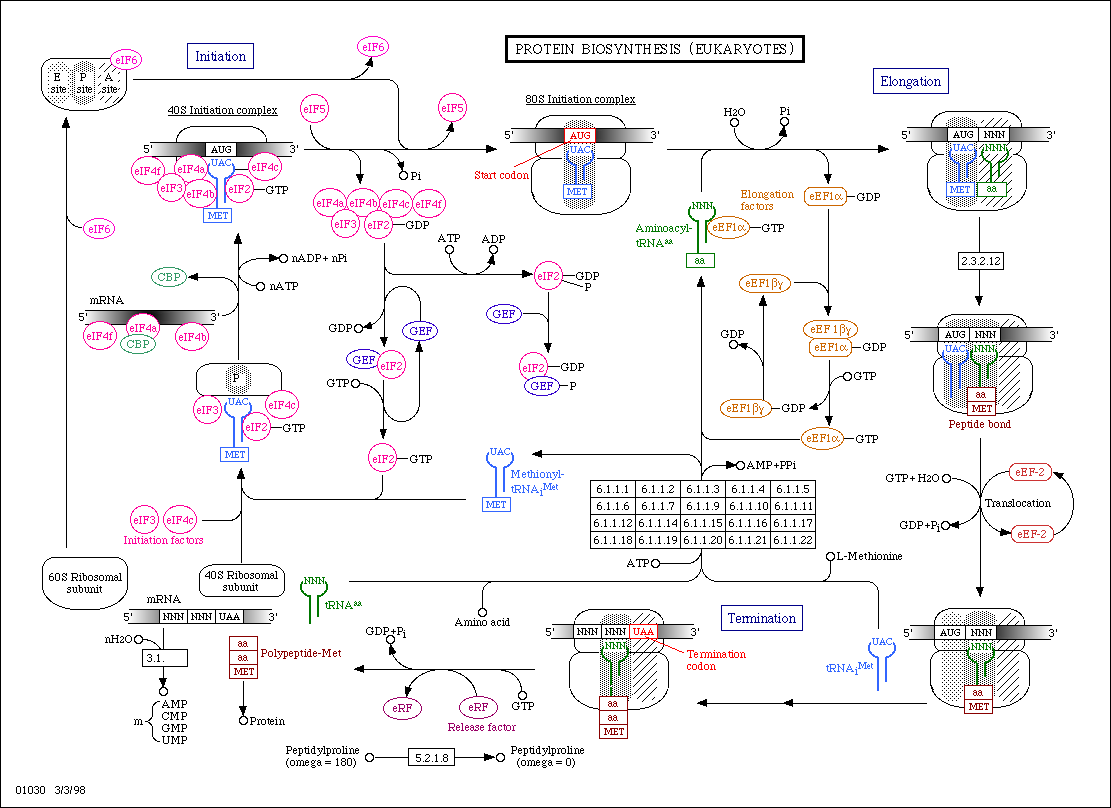 PROTEIN BIOSYNTHESIS (EUKARYOTES)
Initiation
eIF6
E site
P site
A site
eIF6
40S Initiation complex
5'
AUG
3'
UAC
eIF4f
eIF4a
eIF4c
eIF3
eIF4b
eIF2
GTP
MET
eIF5
eIF5
Pi
eIF4a
eIF4b
eIF4c
eIF4f
eIF3
eIF2
GDP
80S Initiation complex
5'
AUG
3'
UAC
Start codon
MET
H2O
Pi
Elongation
5'
AUG
NNN
3'
UAC
NNN
MET
aa
Elongation
factors
eEF1α
GDP
NNN
Aminoacyl-
tRNAaa
eEF1α
GTP
aa
eIF6
nADP+ nPi
CBP
nATP
mRNA
5'
3'
eIF4f
eIF4a
CBP
eIF4b
ATP
ADP
eIF2
GDP
P
GEF
GDP
GEF
GEF
eIF2
GTP
eIF2
GDP
GEF
P
eEF1βγ
GDP
eEF1βγ
eEF1α
GDP
GTP
eEF1βγ
GDP
eEF1α
GTP
2.3.2.12
5'
AUG
NNN
3'
UAC
NNN
aa
MET
Peptide bond
P
UAC
eIF3
eIF4c
eIF2
GTP
MET
eIF2
GTP
UAC
Methionyl-
tRNAiMet
MET
AMP+PPi
6.1.1.1 6.1.1.2 6.1.1.3 6.1.1.4 6.1.1.5
6.1.1.6 6.1.1.7 6.1.1.9 6.1.1.10 6.1.1.11
6.1.1.12 6.1.1.14 6.1.1.15 6.1.1.16 6.1.1.17
6.1.1.18 6.1.1.19 6.1.1.20 6.1.1.21 6.1.1.22
GTP+ H2O
eEF-2
Translocation
GDP+Pi
eEF-2
eIF3
eIF4c
Initiation factors
60S Ribosomal
subunit
40S Ribosomal
subunit
NNN
tRNAaa
Amino acid
ATP
L-Methionine
mRNA
5'
NNN
NNN
UAA
3'
nH2O
3.1.
m
AMP
CMP
GMP
UMP
aa
aa
MET
Polypeptide-Met
Protein
GDP+Pi
eRF
eRF
GTP
Release factor
5'
NNN
NNN
UAA
3'
NNN
Termination
codon
aa
aa
MET
Termination
UAC
tRNAiMet
5'
AUG
NNN
3'
NNN
aa
MET
Peptidylproline
(omega = 180)
5.2.1.8
Peptidylproline
(omega = 0)
01030 3/3/98